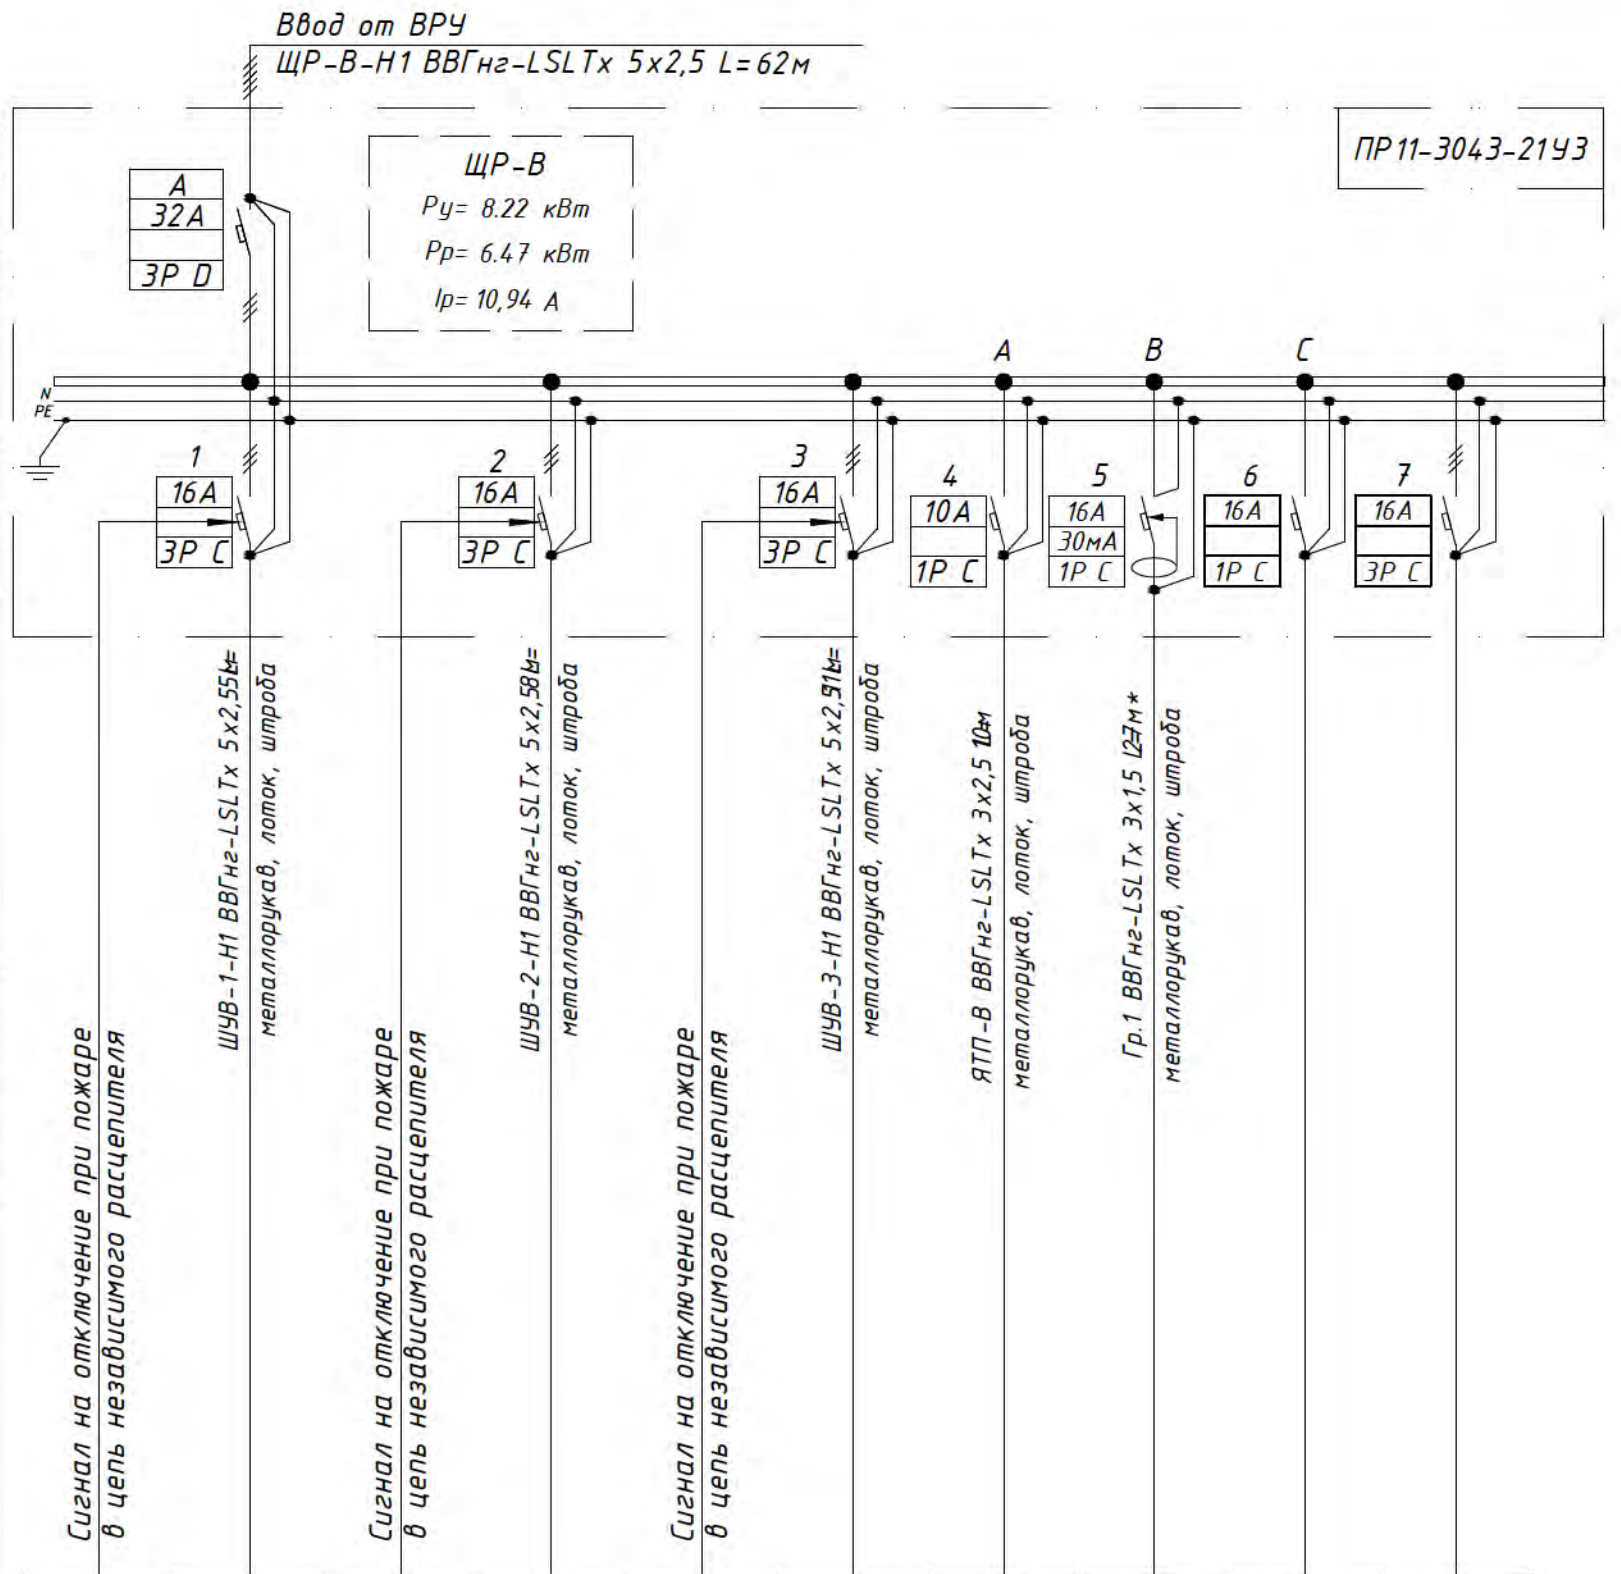 Ввод от ВРУ
ЩР-В-Н1 ВВГнг-LSLTx 5x2,5 L=62м
ПР11-3043-21У3
ЩР-В
Ру= 8.22 кВт
Рр= 6.47 кВт
Iр= 10,94 А
А
32А
3Р D
А
В
С
N
PE
1
16А
3Р С
2
16А
3Р С
3
16А
3Р С
4
10А
1Р С
5
16А
30мА
1Р С
6
16А
1Р С
7
16А
3Р С
Сигнал на отключение при пожаре
в цепь независимого расцепителя
ШУВ-1-Н1 ВВГнг-LSLTx 5x2,5
металлорукав, лоток, штроба
Сигнал на отключение при пожаре
в цепь независимого расцепителя
ШУВ-2-Н1 ВВГнг-LSLTx 5x2,5
металлорукав, лоток, штроба
Сигнал на отключение при пожаре
в цепь независимого расцепителя
ШУВ-3-Н1 ВВГнг-LSLTx 5x2,5
металлорукав, лоток, штроба
ЯТП-В ВВГнг-LSLTx 3x2,5
металлорукав, лоток, штроба
Гр.1 ВВГнг-LSLTx 3x1,5
металлорукав, лоток, штроба